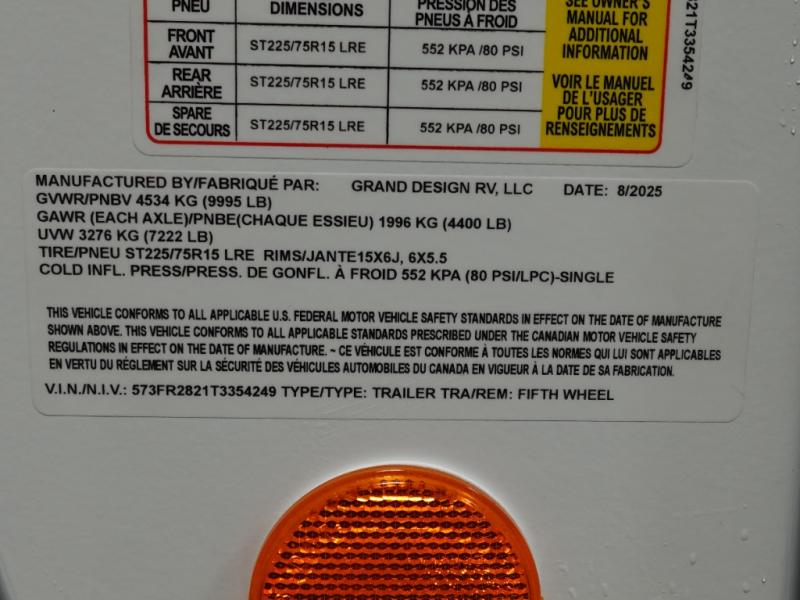 PNEU DIMENSIONS PRESSION DES PNEUS À FROID
FRONT AVANT ST225/75R15 LRE 552 KPA /80 PSI
REAR ARRIÈRE ST225/75R15 LRE 552 KPA /80 PSI
SPARE DE SECOURS ST225/75R15 LRE 552 KPA /80 PSI
SEE OWNER'S
MANUAL FOR
ADDITIONAL
INFORMATION
VOIR LE MANUEL
DE L'USAGER
POUR PLUS DE
RENSEIGNEMENTS
21T3354249
MANUFACTURED BY/FABRIQUÉ PAR: GRAND DESIGN RV, LLC DATE: 8/2025
GVWR/PNBV 4534 KG (9995 LB)
GAWR (EACH AXLE)/PNBE(CHAQUE ESSIEU) 1996 KG (4400 LB)
UVW 3276 KG (7222 LB)
TIRE/PNEU ST225/75R15 LRE RIMS/JANTE15X6J, 6X5.5
COLD INFL. PRESS/PRESS. DE GONFL. À FROID 552 KPA (80 PSI/LPC)-SINGLE
THIS VEHICLE CONFORMS TO ALL APPLICABLE U.S. FEDERAL MOTOR VEHICLE SAFETY STANDARDS IN EFFECT ON THE DATE OF MANUFACTURE
SHOWN ABOVE. THIS VEHICLE CONFORMS TO ALL APPLICABLE STANDARDS PRESCRIBED UNDER THE CANADIAN MOTOR VEHICLE SAFETY
REGULATIONS IN EFFECT ON THE DATE OF MANUFACTURE. ~ CE VÉHICULE EST CONFORME À TOUTES LES NORMES QUI LUI SONT APPLICABLES
EN VERTU DU RÉGLEMENT SUR LA SÉCURITÉ DES VÉHICULES AUTOMOBILES DU CANADA EN VIGUEUR À LA DATE DE SA FABRICATION.
V.I.N./N.I.V.: 573FR2821T3354249 TYPE/TYPE: TRAILER TRA/REM: FIFTH WHEEL